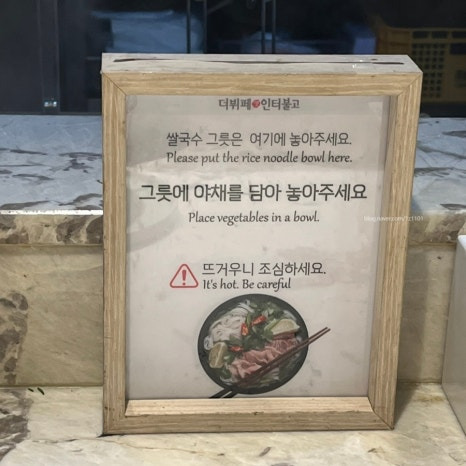 더뷔페 인터불고
쌀국수 그릇은 여기에 놓아주세요.
Please put the rice noodle bowl here.
그릇에 야채를 담아 놓아주세요
Place vegetables in a bowl.
뜨거우니 조심하세요.
It's hot. Be careful